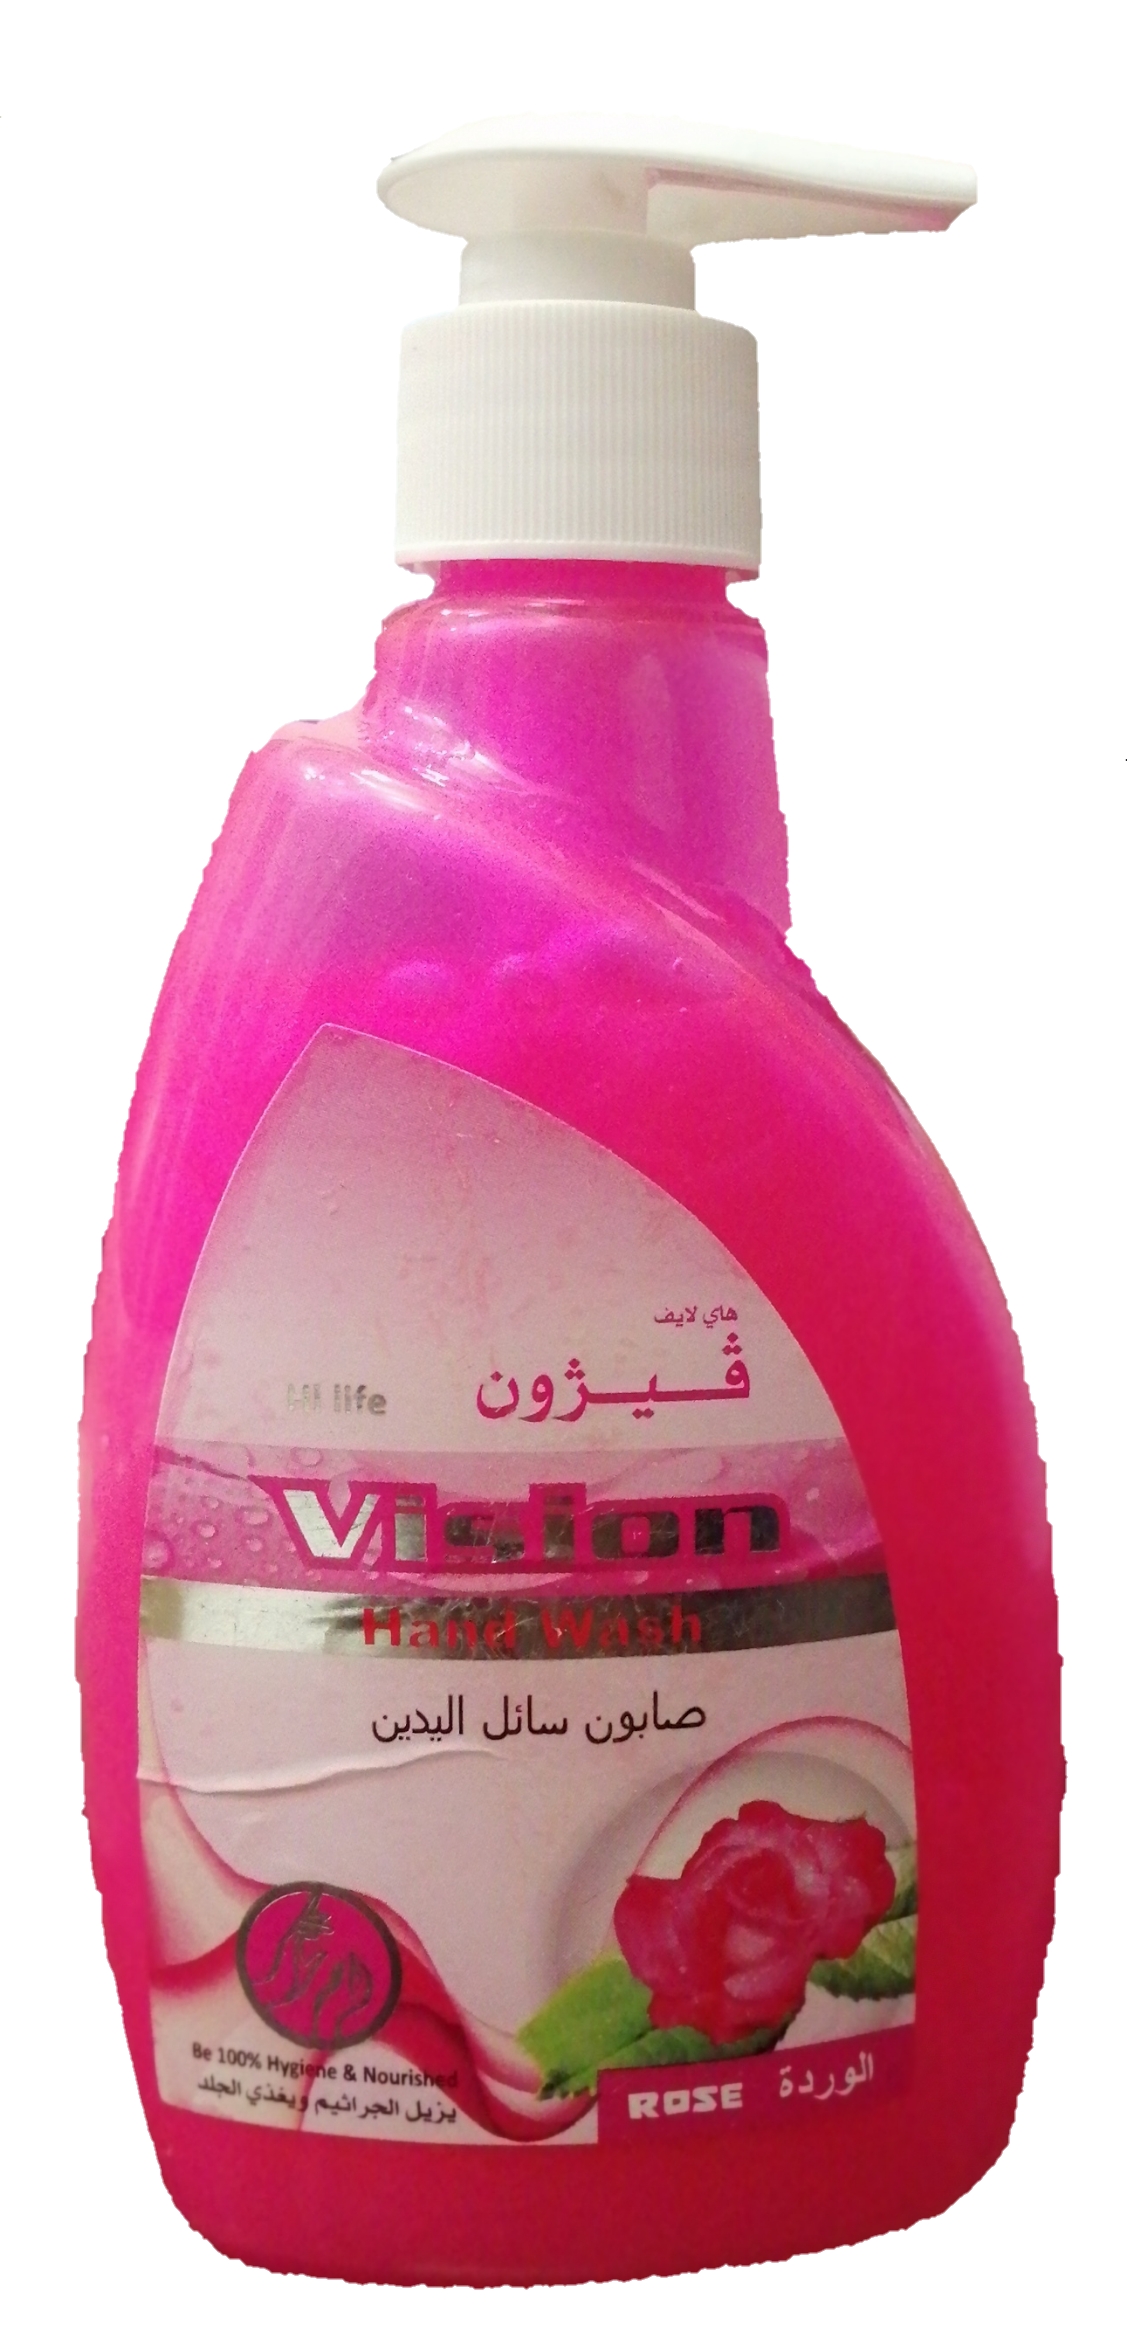 هاي لايف
ڤيژون
Hi life
Vision
Hand Wash
صابون سائل اليدين
Be 100% Hygiene & Nourished
يزيل الجراثيم ويغذي الجلد
ROSE الوردة